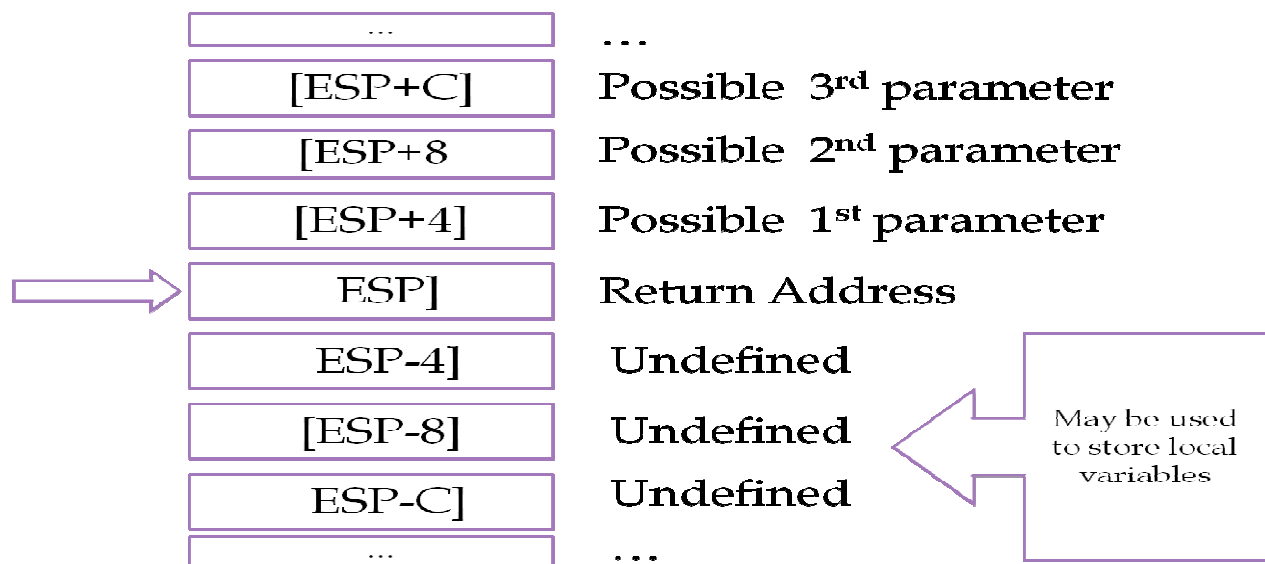 ... ...
[ESP+C] Possible 3rd parameter
[ESP+8 Possible 2nd parameter
[ESP+4] Possible 1st parameter
ESP] Return Address
ESP-4] Undefined
[ESP-8] Undefined
ESP-C] Undefined
... ...
May be used
to store local
variables